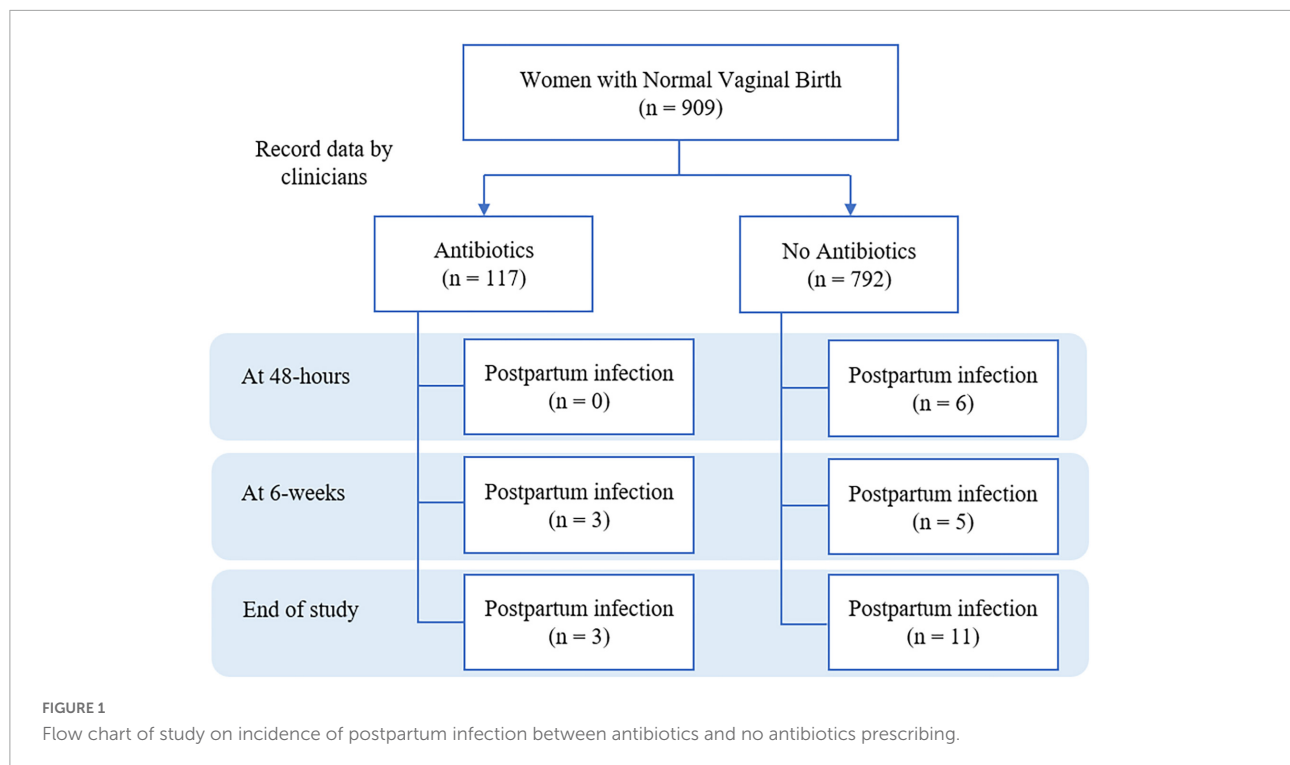 Women with Normal Vaginal Birth
(n = 909)
Record data by
clinicians
Antibiotics
(n = 117)
No Antibiotics
(n = 792)
At 48-hours
Postpartum infection
(n = 0)
Postpartum infection
(n = 6)
At 6-weeks
Postpartum infection
(n = 3)
Postpartum infection
(n = 5)
End of study
Postpartum infection
(n = 3)
Postpartum infection
(n = 11)
FIGURE 1
Flow chart of study on incidence of postpartum infection between antibiotics and no antibiotics prescribing.